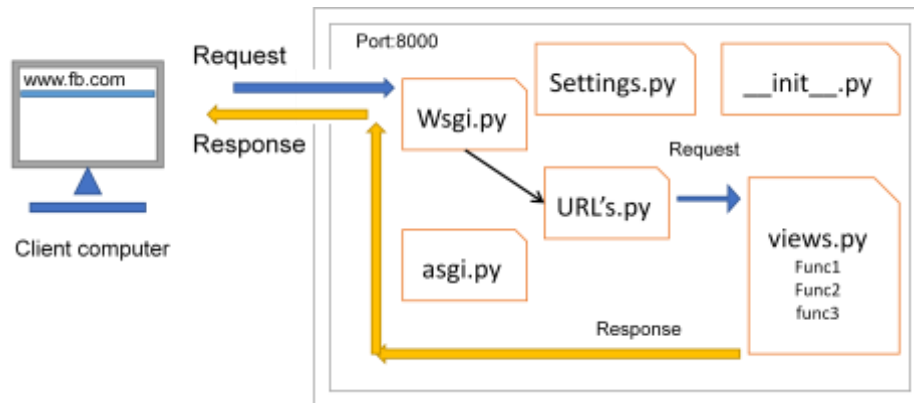 Port:8000
Request
www.fb.com
Response
Client computer
Wsgi.py
Settings.py
__init__.py
Request
URL's.py
asgi.py
views.py
Func1
Func2
func3
Response